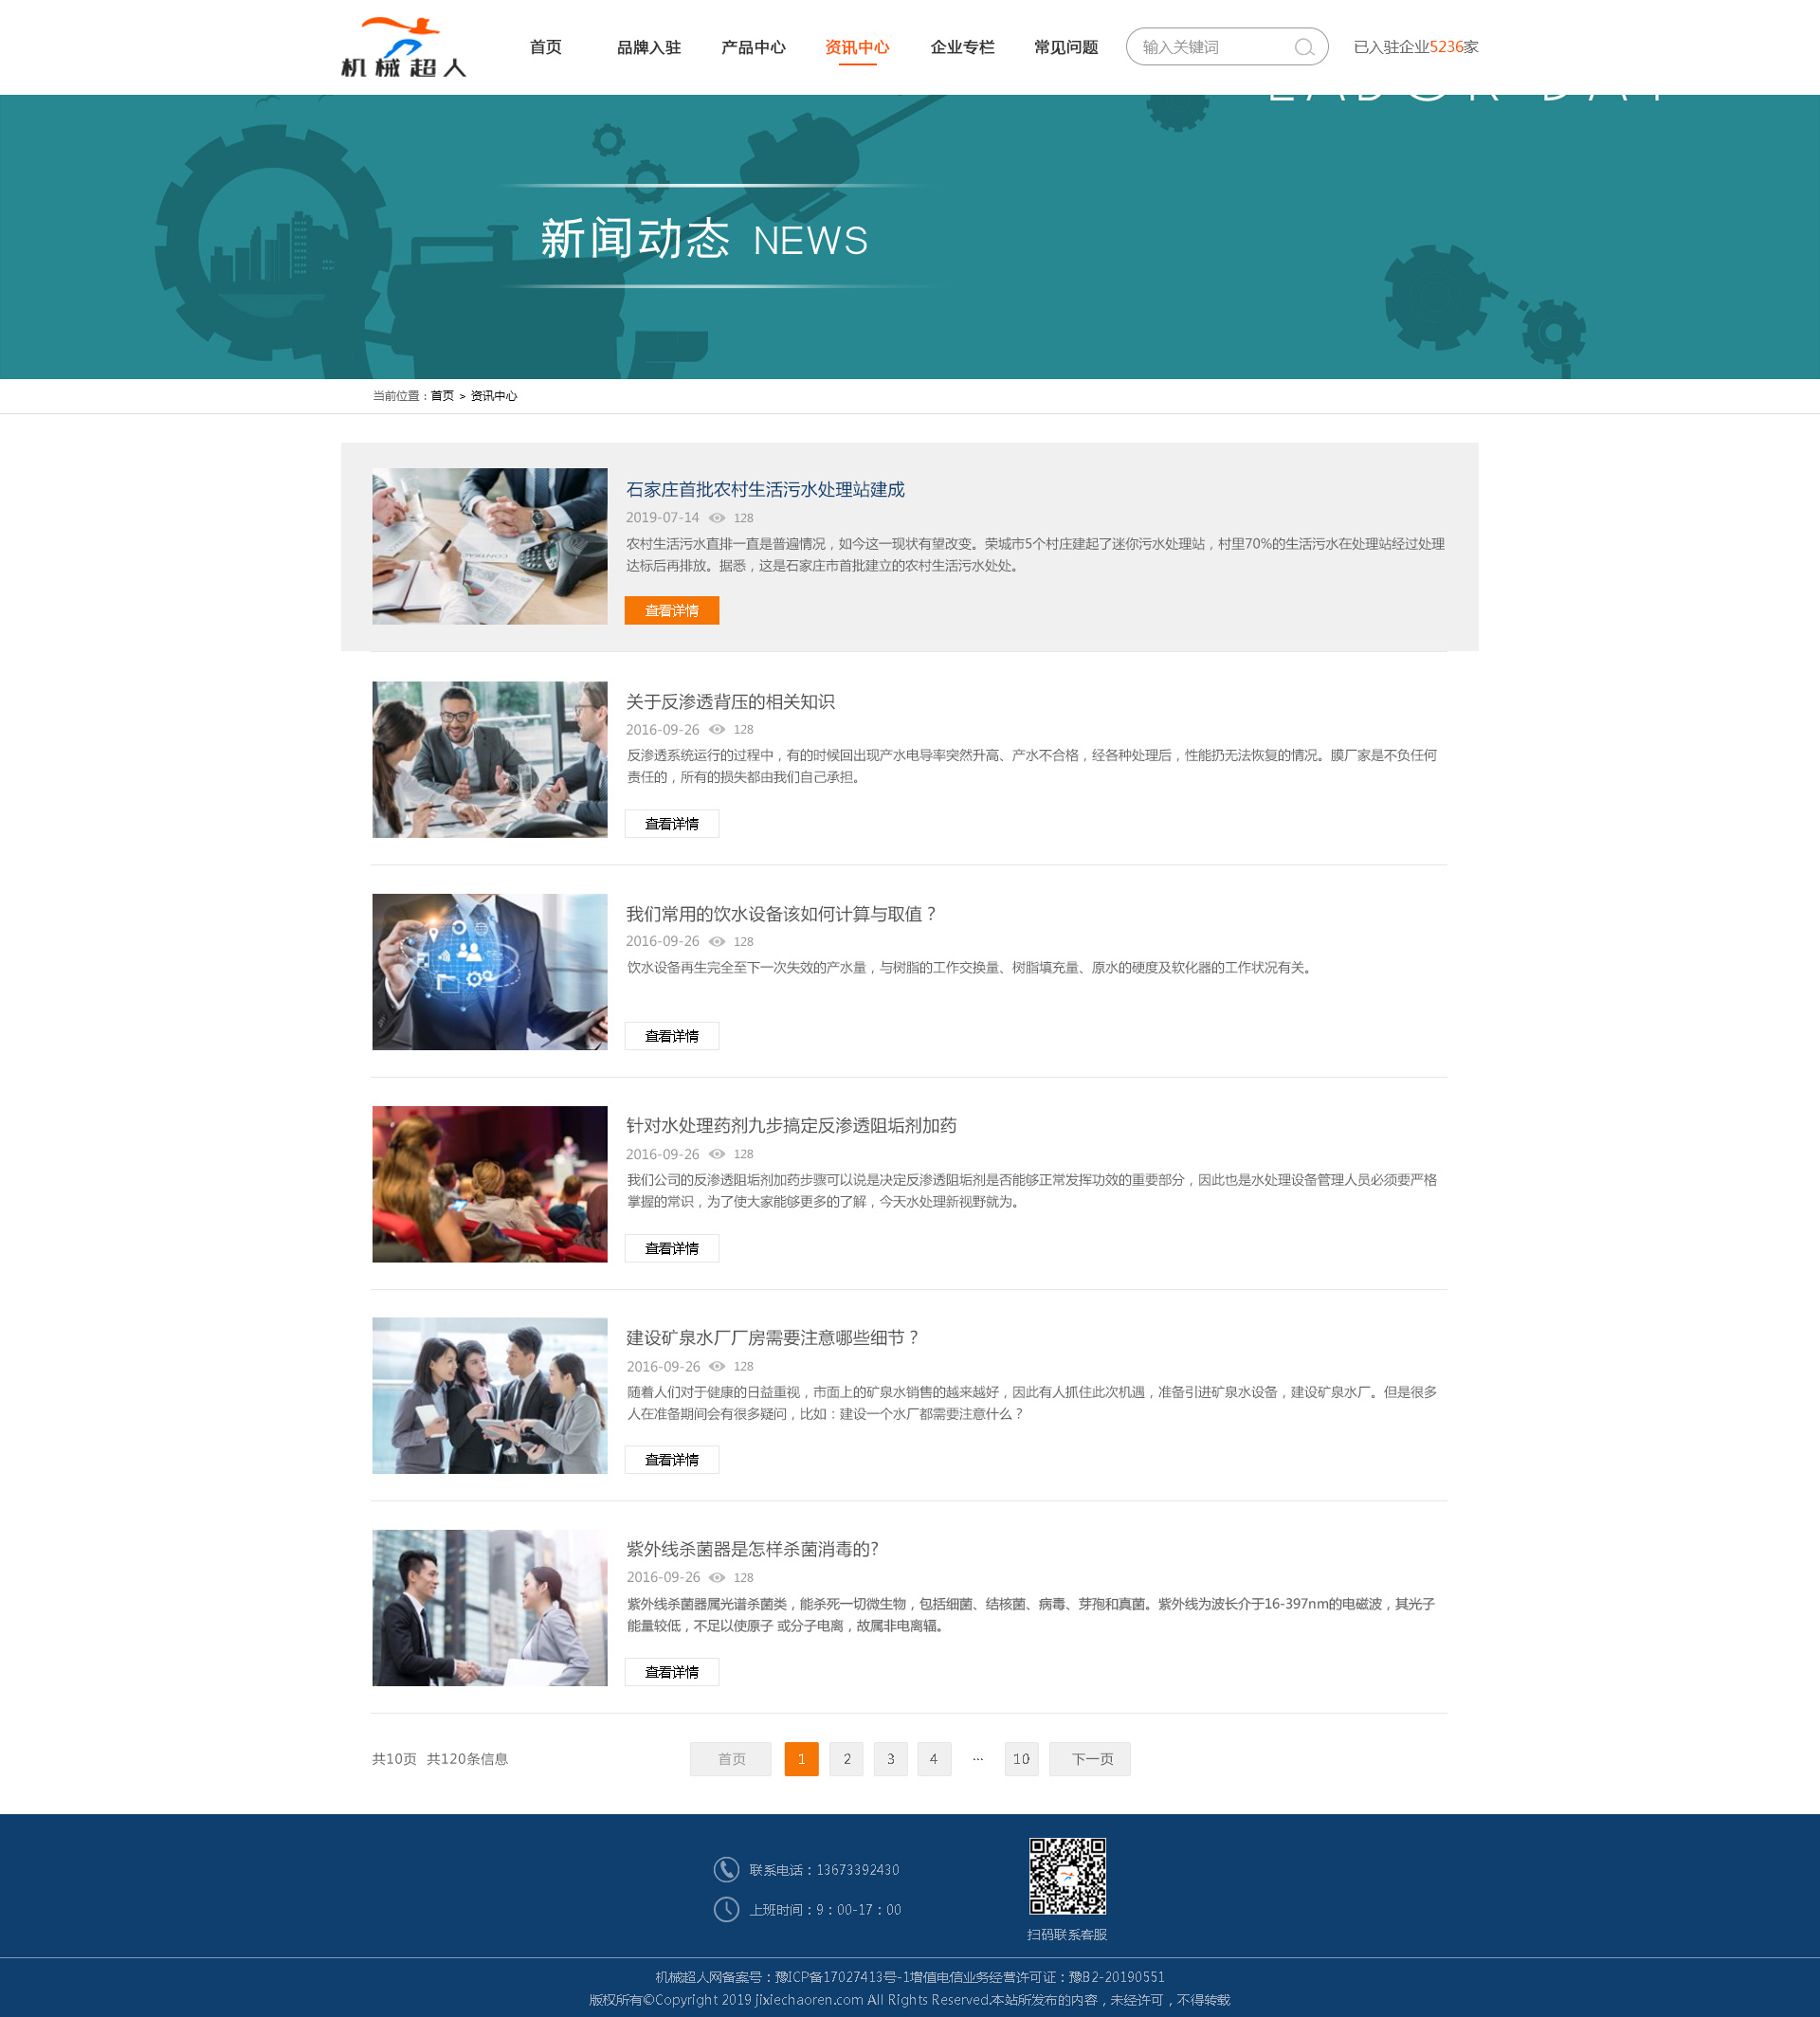 机械超人
首页 品牌入驻 产品中心 资讯中心 企业专栏 常见问题 输入关键词 已入驻企业5236家
新闻动态 NEWS
当前位置：首页 > 资讯中心
石家庄首批农村生活污水处理站建成
2019-07-14 128
农村生活污水直排一直是普遍情况，如今这一现状有望改变。荣城市5个村庄建起了迷你污水处理站，村里70%的生活污水在处理站经过处理
达标后再排放。据悉，这是石家庄市首批建立的农村生活污水处处。
查看详情
关于反渗透背压的相关知识
2016-09-26 128
反渗透系统运行的过程中，有的时候回出现产水电导率突然升高、产水不合格，经各种处理后，性能扔无法恢复的情况。膜厂家是不负任何
责任的，所有的损失都由我们自己承担。
查看详情
我们常用的饮水设备该如何计算与取值？
2016-09-26 128
饮水设备再生完全至下一次失效的产水量，与树脂的工作交换量、树脂填充量、原水的硬度及软化器的工作状况有关。
查看详情
针对水处理药剂九步搞定反渗透阻垢剂加药
2016-09-26 128
我们公司的反渗透阻垢剂加药步骤可以说是决定反渗透阻垢剂是否能够正常发挥功效的重要部分，因此也是水处理设备管理人员必须要严格
掌握的常识，为了使大家能够更多的了解，今天水处理新视野就为。
查看详情
建设矿泉水厂厂房需要注意哪些细节？
2016-09-26 128
随着人们对于健康的日益重视，市面上的矿泉水销售的越来越好，因此有人抓住此次机遇，准备引进矿泉水设备，建设矿泉水厂。但是很多
人在准备期间会有很多疑问，比如：建设一个水厂都需要注意什么？
查看详情
紫外线杀菌器是怎样杀菌消毒的?
2016-09-26 128
紫外线杀菌器属光谱杀菌类，能杀死一切微生物，包括细菌、结核菌、病毒、芽孢和真菌。紫外线为波长介于16-397nm的电磁波，其光子
能量较低，不足以使原子 或分子电离，故属非电离辐。
查看详情
共10页 共120条信息 首页 1 2 3 4 ... 10 下一页
联系电话：13673392430
上班时间：9：00-17：00
扫码联系客服
机械超人网备案号：豫ICP备17027413号-1增值电信业务经营许可证：豫B2-20190551
版权所有©Copyright 2019 jixiechaoren.com All Rights Reserved.本站所发布的内容，未经许可，不得转载